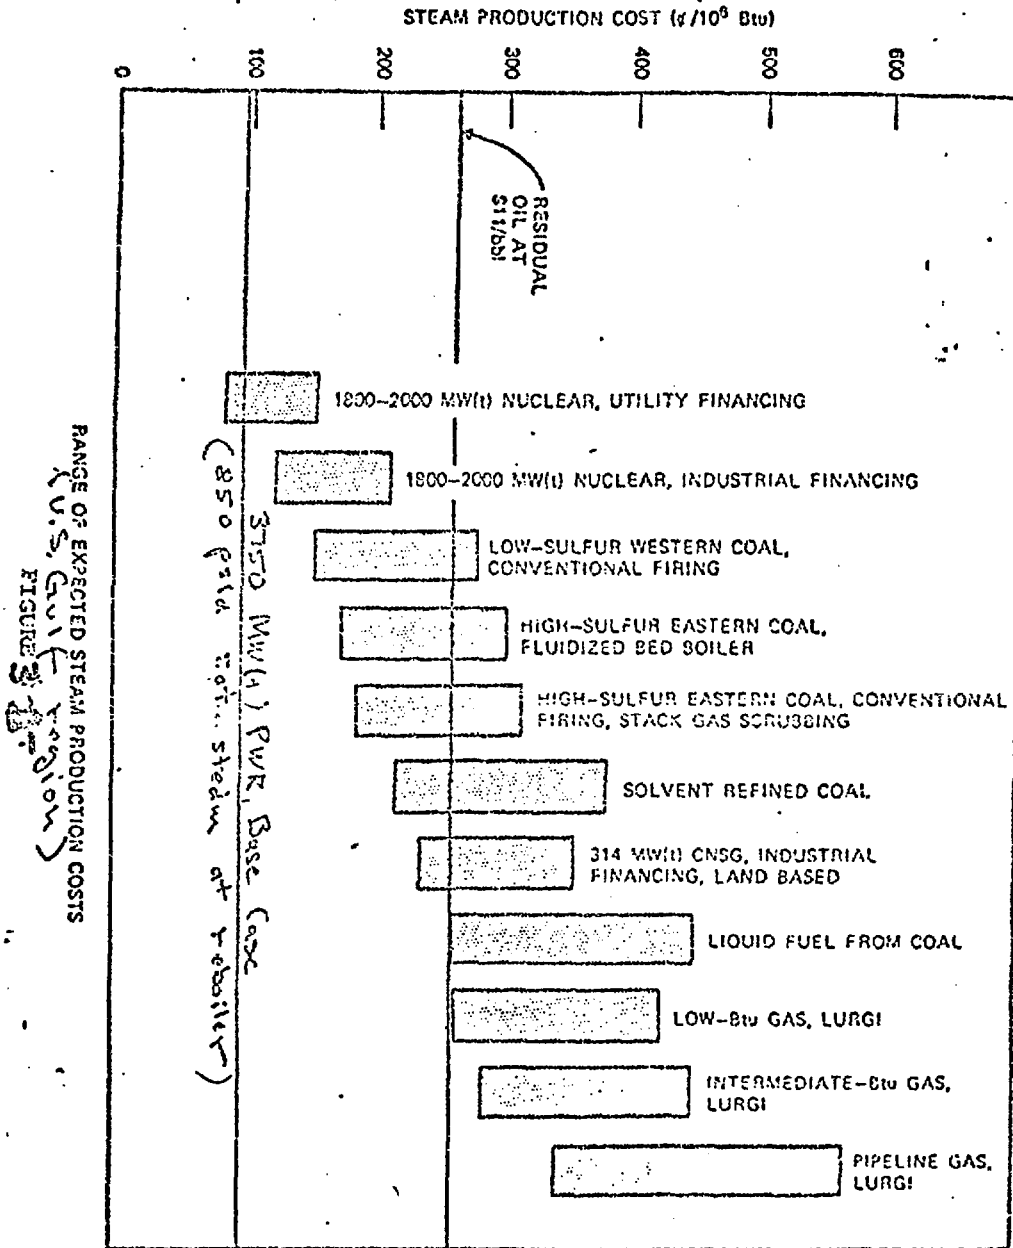 STEAM PRODUCTION COST (¢/10⁶ Btu)
0
100
200
300
400
500
600
RESIDUAL
OIL AT
$11/bbl
1800-2000 MW(t) NUCLEAR, UTILITY FINANCING
1800-2000 MW(t) NUCLEAR, INDUSTRIAL FINANCING
LOW-SULFUR WESTERN COAL,
CONVENTIONAL FIRING
HIGH-SULFUR EASTERN COAL,
FLUIDIZED BED BOILER
HIGH-SULFUR EASTERN COAL, CONVENTIONAL
FIRING, STACK GAS SCRUBBING
SOLVENT REFINED COAL
314 MW(t) CNSG, INDUSTRIAL
FINANCING, LAND BASED
LIQUID FUEL FROM COAL
LOW-Btu GAS, LURGI
INTERMEDIATE-Btu GAS,
LURGI
PIPELINE GAS,
LURGI
3750 MW(t) PWR, Base Case
(850 psia steam at reboiler)
RANGE OF EXPECTED STEAM PRODUCTION COSTS
(U.S. Gulf region)
FIGURE